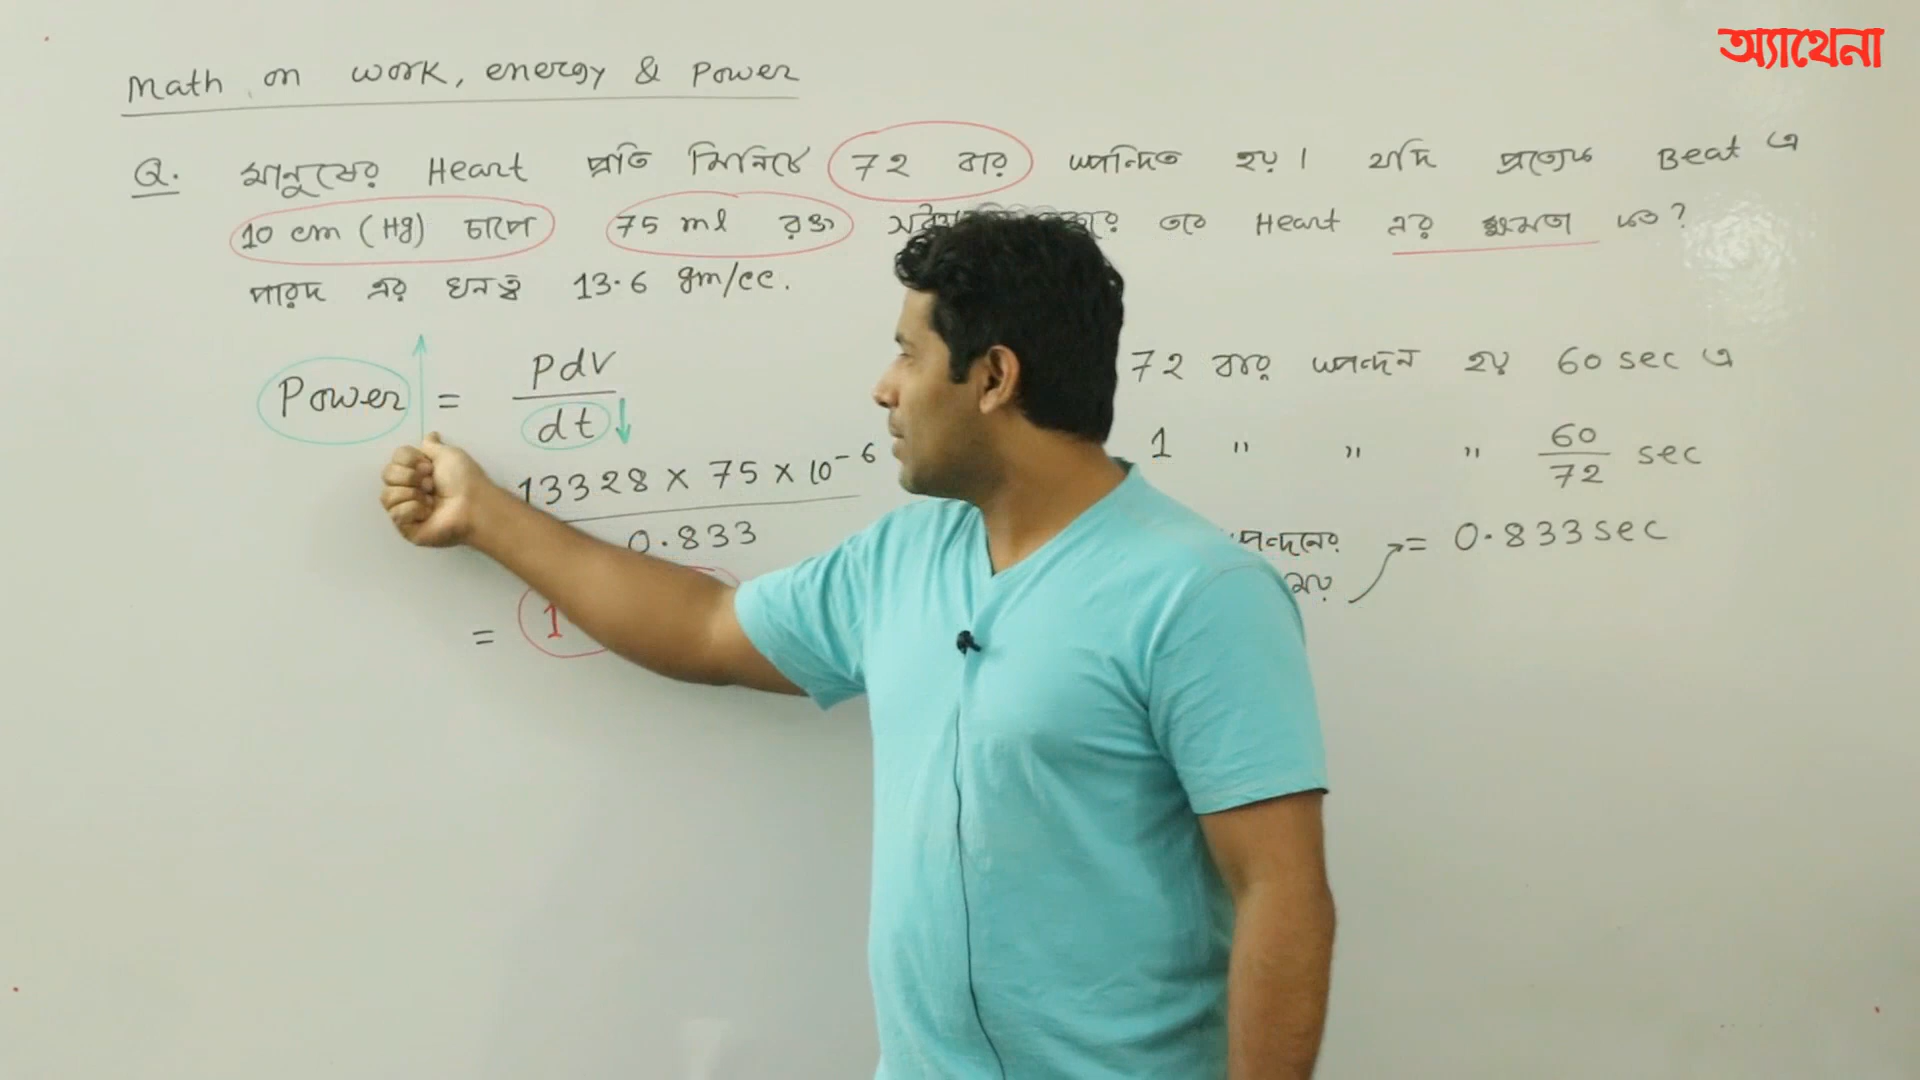 অ্যাথেনা
Math on work, energy & Power
Q. মানুষের Heart প্রতি মিনিটে 72 বার স্পন্দিত হয়। যদি প্রত্যেক Beat এ
10 cm (Hg) চাপে 75 ml রক্ত তবে Heart এর ক্ষমতা কত?
পারদ এর ঘনত্ব 13.6 gm/cc.
Power = PdV / dt
13328 × 75 × 10⁻⁶ / 0.833
= 1
72 বার স্পন্দন হয় 60 sec এ
1 " " " 60/72 sec
= 0.833 sec